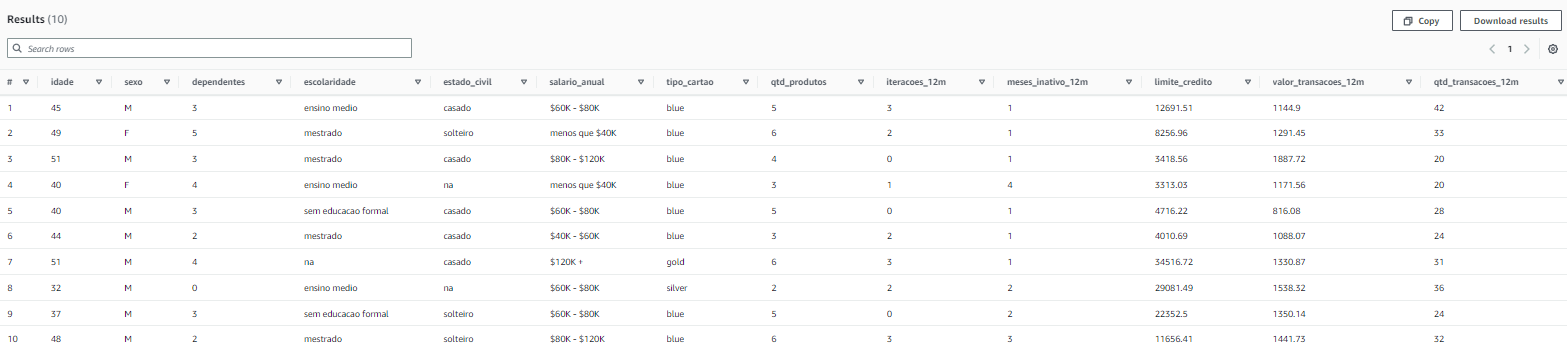 Results (10)
Copy Download results
Search rows
1
# idade sexo dependentes escolaridade estado_civil salario_anual tipo_cartao qtd_produtos iteracoes_12m meses_inativo_12m limite_credito valor_transacoes_12m qtd_transacoes_12m
1 45 M 3 ensino medio casado $60K - $80K blue 5 3 1 12691.51 1144.9 42
2 49 F 5 mestrado solteiro menos que $40K blue 6 2 1 8256.96 1291.45 33
3 51 M 3 mestrado casado $80K - $120K blue 4 0 1 3418.56 1887.72 20
4 40 F 4 ensino medio na menos que $40K blue 3 1 4 3313.03 1171.56 20
5 40 M 3 sem educacao formal casado $60K - $80K blue 5 0 1 4716.22 816.08 28
6 44 M 2 mestrado casado $40K - $60K blue 3 2 1 4010.69 1088.07 24
7 51 M 4 na casado $120K + gold 6 3 1 34516.72 1330.87 31
8 32 M 0 ensino medio na $60K - $80K silver 2 2 2 29081.49 1538.32 36
9 37 M 3 sem educacao formal solteiro $60K - $80K blue 5 0 2 22352.5 1350.14 24
10 48 M 2 mestrado solteiro $80K - $120K blue 6 3 3 11656.41 1441.73 32